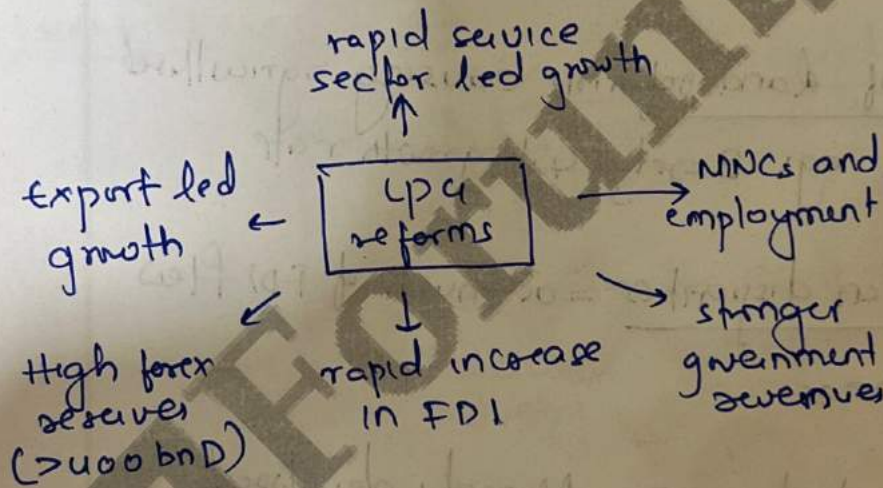 rapid service
sector led growth
Export led
growth
LPG
reforms
MNCs and
employment
High forex
reserves
(>400 bnD)
rapid increase
in FDI
stronger
government
revenues
Forum